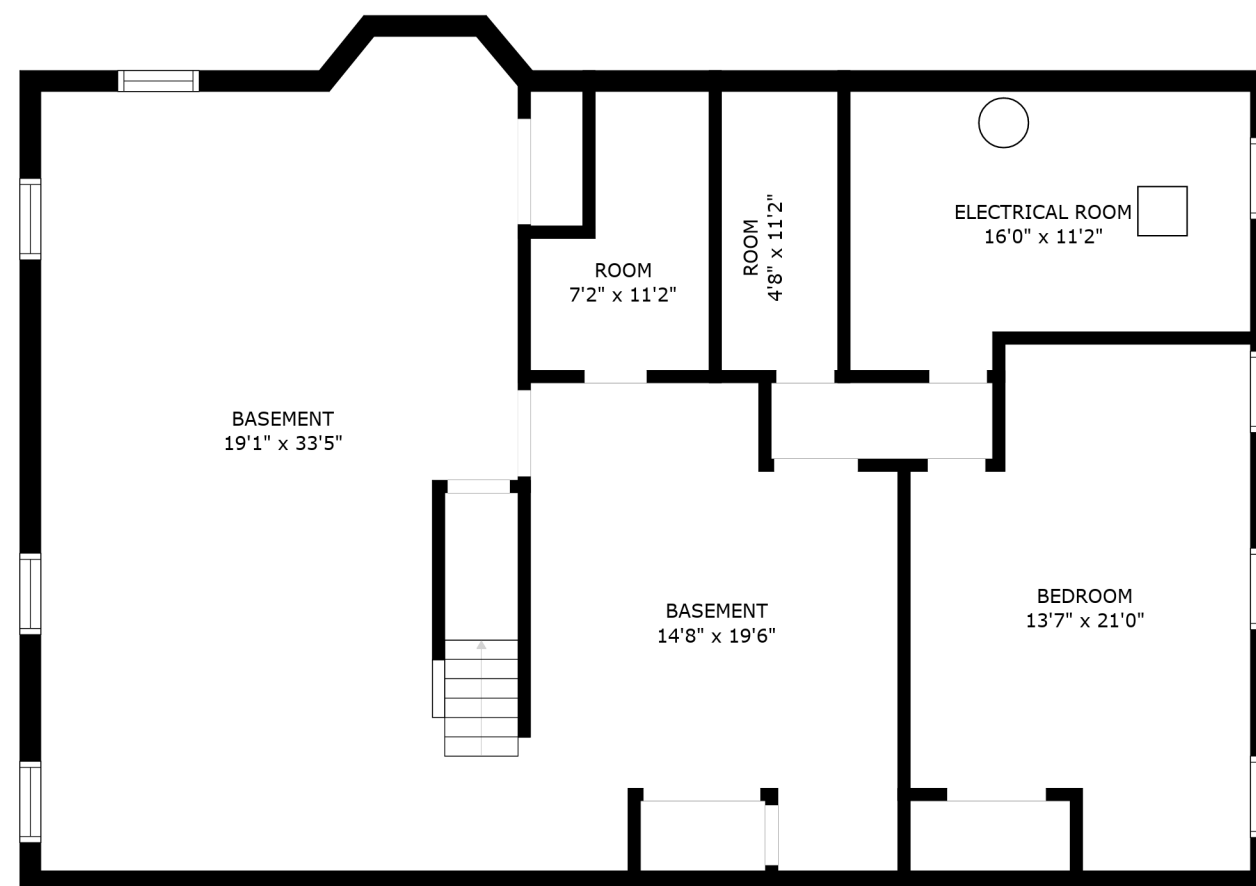 ELECTRICAL ROOM
16'0" x 11'2"
ROOM
4'8" x 11'2"
ROOM
7'2" x 11'2"
BASEMENT
19'1" x 33'5"
BASEMENT
14'8" x 19'6"
BEDROOM
13'7" x 21'0"